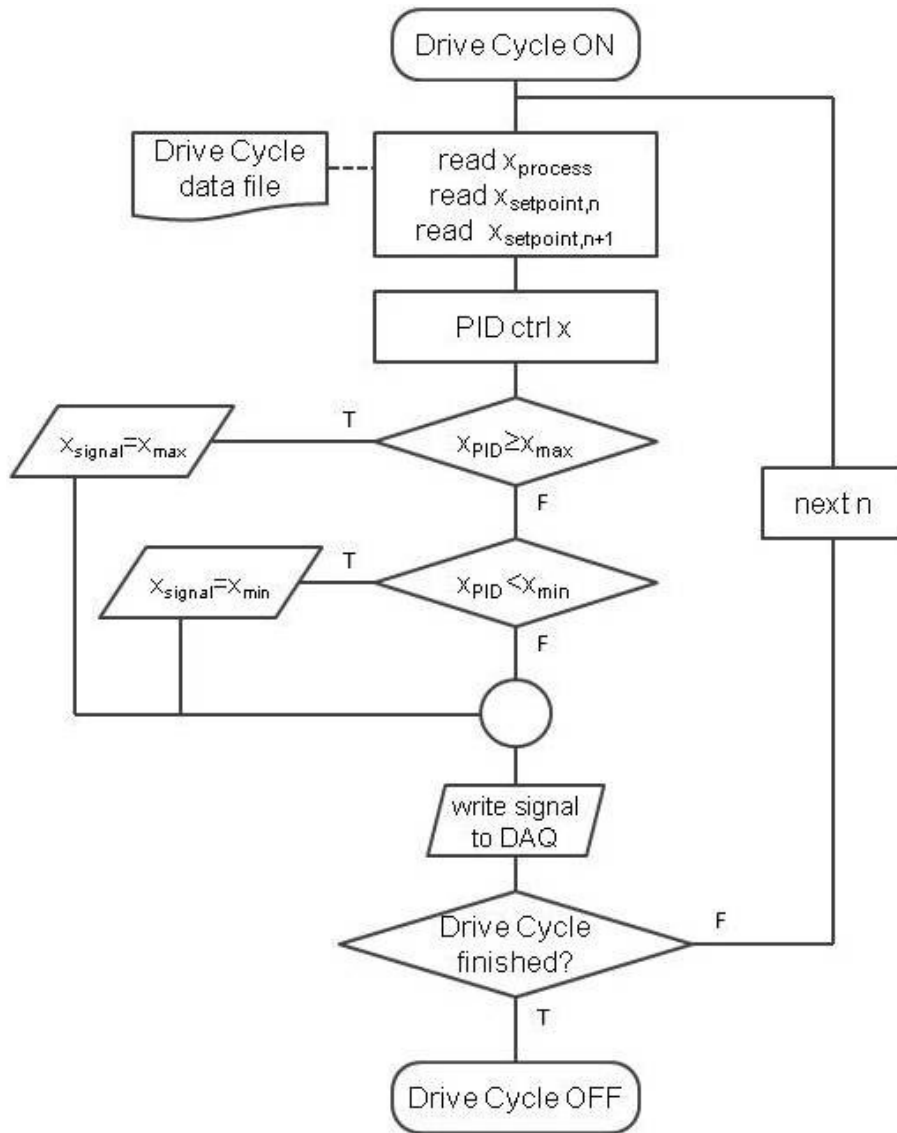 Drive Cycle ON
Drive Cycle
data file
read xprocess
read xsetpoint,n
read xsetpoint,n+1
PID ctrl x
T
xsignal=xmax
xPID≥xmax
F
next n
T
xsignal=xmin
xPID<xmin
F
write signal
to DAQ
Drive Cycle
finished?
F
T
Drive Cycle OFF